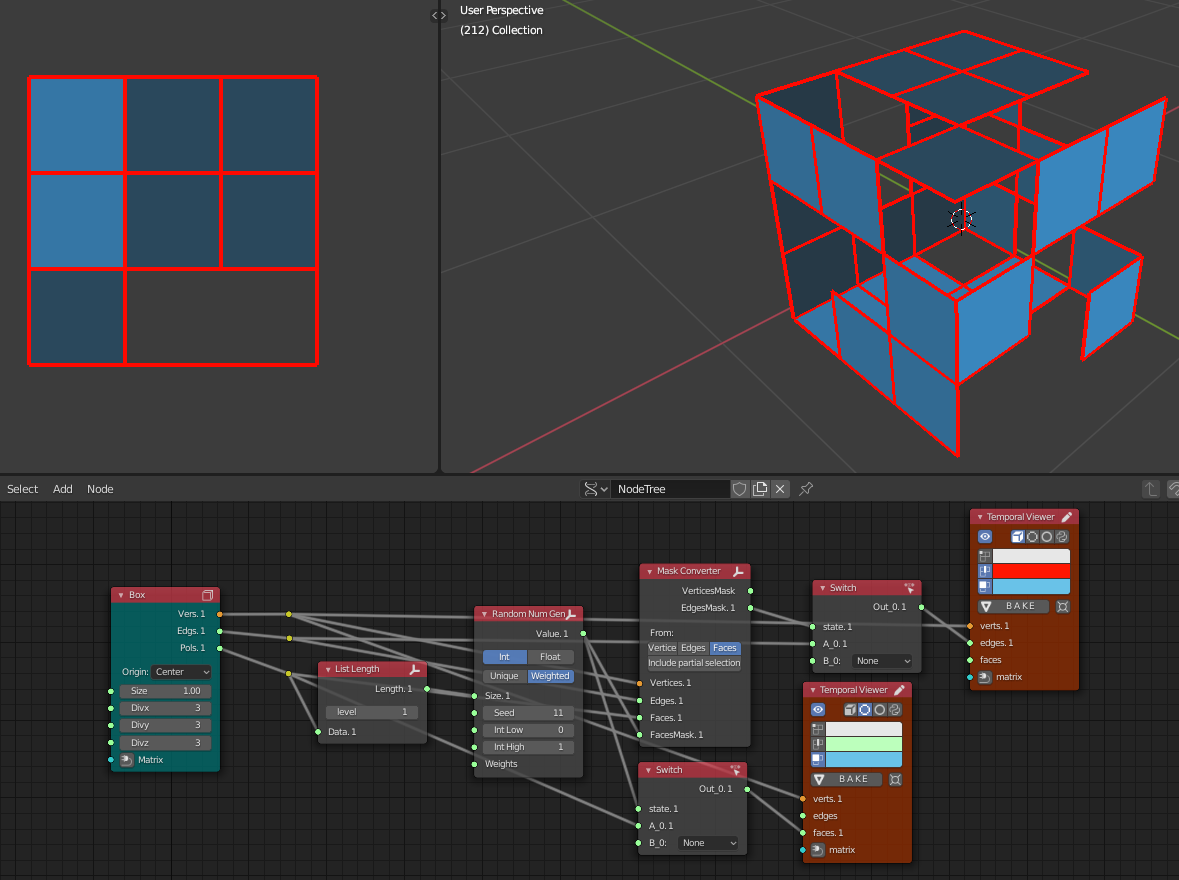 User Perspective
(212) Collection
Select Add Node
NodeTree
Temporal Viewer
BAKE
verts. 1
edges. 1
faces
matrix
Mask Converter
VerticesMask
EdgesMask. 1
From:
Vertice Edges Faces
Include partial selection
Vertices. 1
Edges. 1
Faces. 1
FacesMask. 1
Switch
Out_0. 1
state. 1
A_0. 1
B_0: None
Box
Vers. 1
Edgs. 1
Pols. 1
Origin: Center
Size 1.00
Divx 3
Divy 3
Divz 3
Matrix
Random Num Gen
Value. 1
Int Float
Unique Weighted
Size. 1
Seed 11
Int Low 0
Int High 1
Weights
List Length
Length. 1
level 1
Data. 1
Temporal Viewer
BAKE
verts. 1
edges
faces. 1
matrix
Switch
Out_0. 1
state. 1
A_0. 1
B_0: None